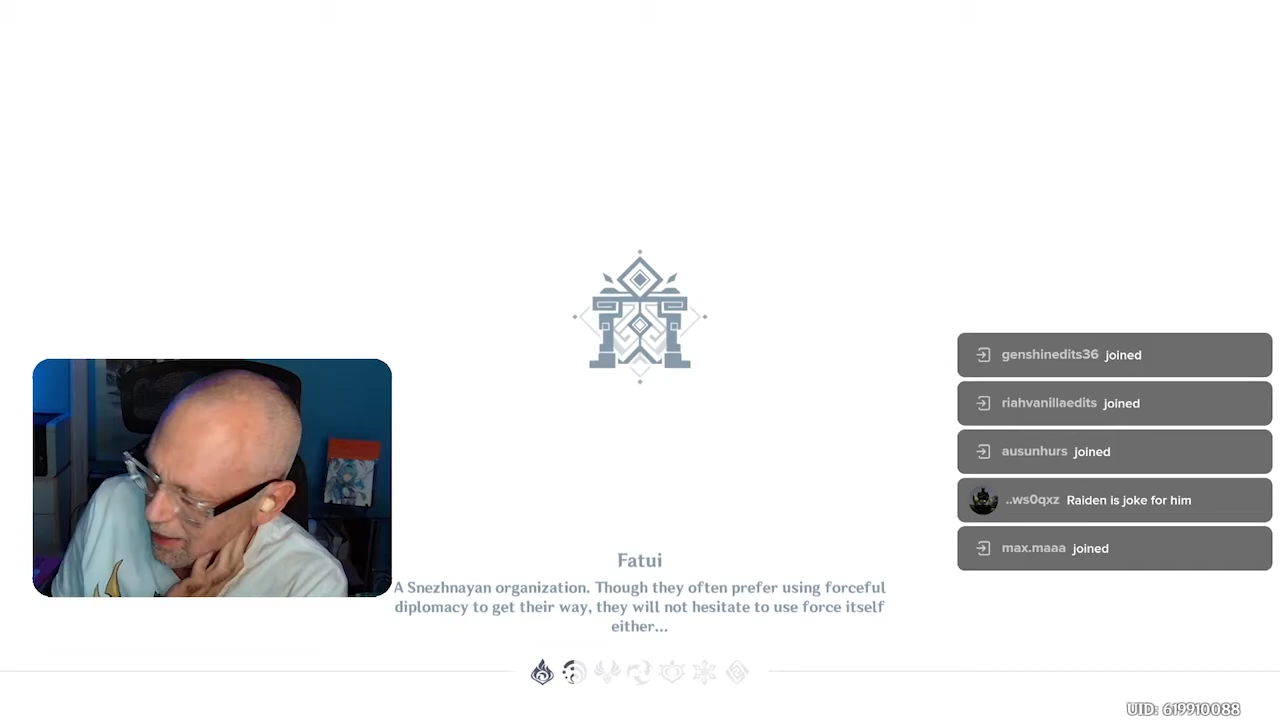 genshinedits36 joined
riahvanillaedits joined
ausunhurs joined
..ws0qxz Raiden is joke for him
max.maaa joined
Fatui
A Snezhnayan organization. Though they often prefer using forceful
diplomacy to get their way, they will not hesitate to use force itself
either...
UID: 619910088